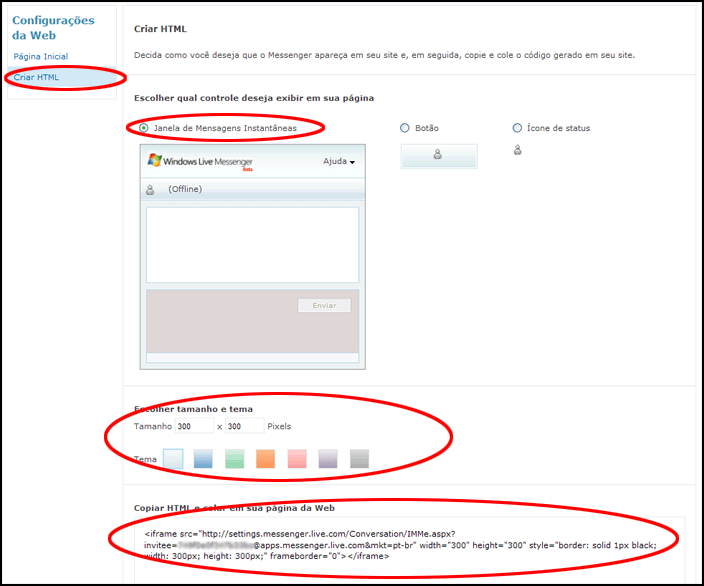 Configurações
da Web
Página Inicial
Criar HTML
Criar HTML
Decida como você deseja que o Messenger apareça em seu site e, em seguida, copie e cole o código gerado em seu site.
Escolher qual controle deseja exibir em sua página
Janela de Mensagens Instantâneas
Botão
Ícone de status
Windows Live Messenger
Beta
Ajuda
(Offline)
Enviar
Escolher tamanho e tema
Tamanho 300 x 300 Pixels
Tema
Copiar HTML e colar em sua página da Web
<iframe src="http://settings.messenger.live.com/Conversation/IMMe.aspx?
invitee=@apps.messenger.live.com&mkt=pt-br" width="300" height="300" style="border: solid 1px black;
width: 300px; height: 300px;" frameborder="0"></iframe>